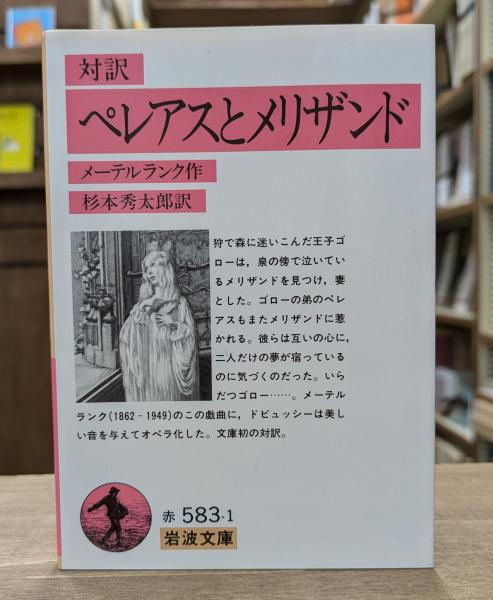 対訳
ペレアスとメリザンド
メーテルランク作
杉本秀太郎訳
狩で森に迷いこんだ王子ゴ
ローは，泉の傍で泣いてい
るメリザンドを見つけ，妻
とした。ゴローの弟のペレ
アスもまたメリザンドに惹
かれる。彼らは互いの心に，
二人だけの夢が宿っている
のに気づくのだった。いら
だつゴロー……。メーテル
ランク(1862‐1949)のこの戯曲に，ドビュッシーは美し
い音を与えてオペラ化した。文庫初の対訳。
赤 583-1
岩波文庫